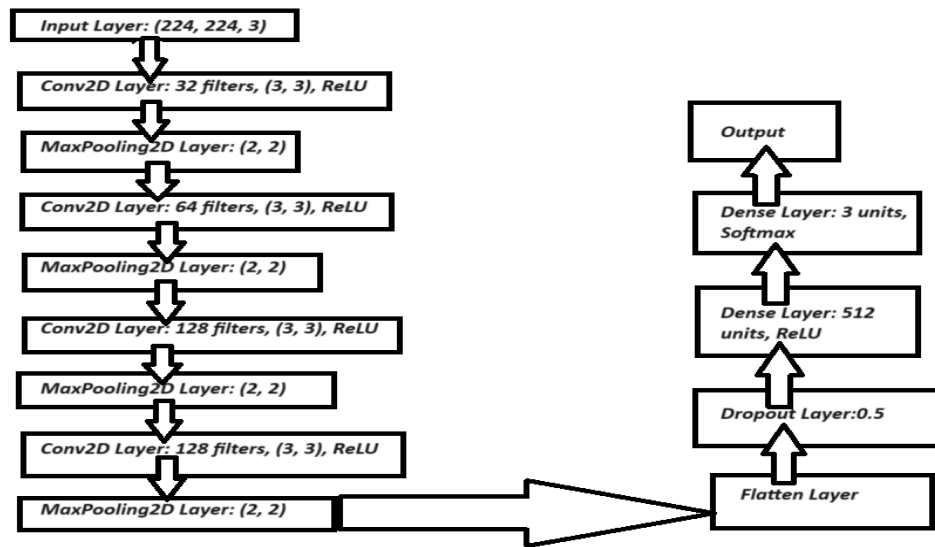 Input Layer: (224, 224, 3)
Conv2D Layer: 32 filters, (3, 3), ReLU
MaxPooling2D Layer: (2, 2)
Conv2D Layer: 64 filters, (3, 3), ReLU
MaxPooling2D Layer: (2, 2)
Conv2D Layer: 128 filters, (3, 3), ReLU
MaxPooling2D Layer: (2, 2)
Conv2D Layer: 128 filters, (3, 3), ReLU
MaxPooling2D Layer: (2, 2)
Flatten Layer
Dropout Layer:0.5
Dense Layer: 512
units, ReLU
Dense Layer: 3 units,
Softmax
Output